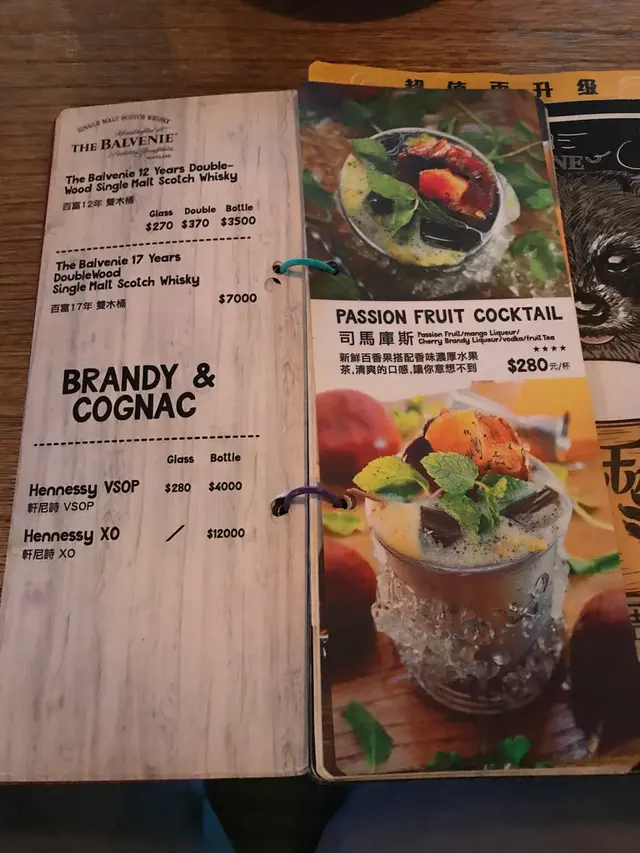 SINGLE MALT SCOTCH WHISKY
THE BALVENIE
The Balvenie 12 Years Double-
Wood Single Malt Scotch Whisky
百富12年 雙木桶
Glass Double Bottle
$270 $370 $3500
The Balvenie 17 Years
DoubleWood
Single Malt Scotch Whisky
百富17年 雙木桶
$7000
BRANDY &
COGNAC
Glass Bottle
Hennessy VSOP $280 $4000
軒尼詩 VSOP
Hennessy XO / $12000
軒尼詩 XO
超值再升級
PASSION FRUIT COCKTAIL
司馬庫斯 Passion Fruit/mango Liqueur/
Cherry Brandy Liqueur/vodka/fruit Tea
★★★★
新鮮百香果搭配香味濃厚水果
茶,清爽的口感,讓你意想不到
$280元/杯